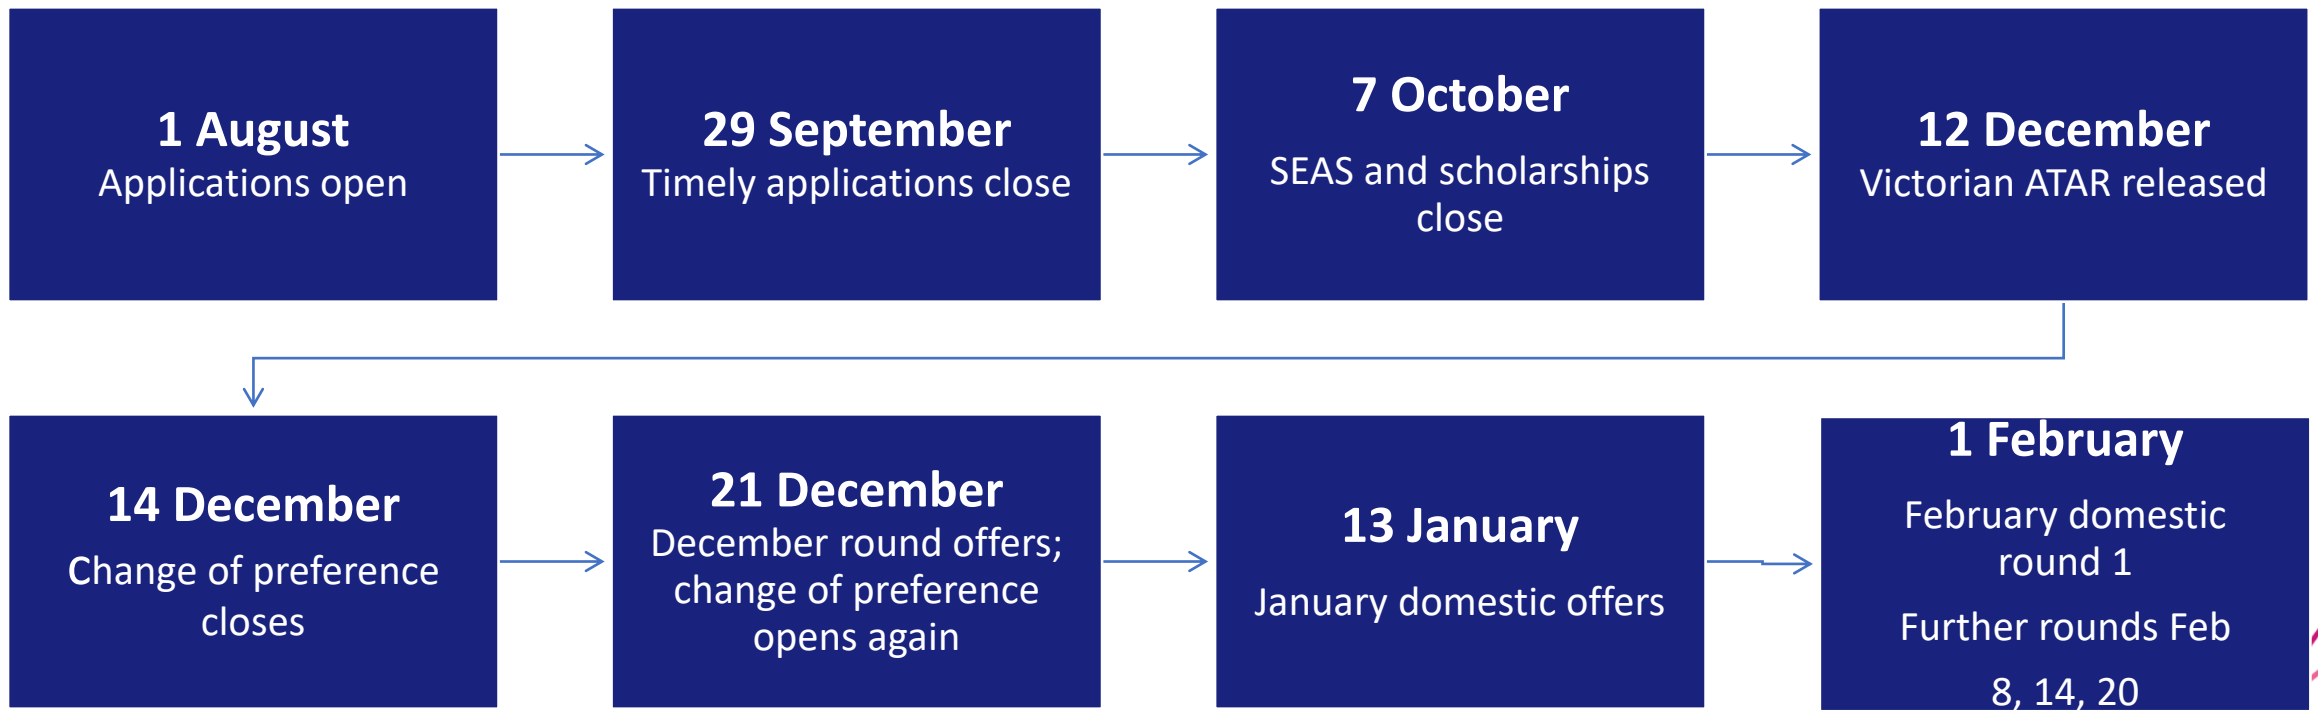 1 August
Applications open
29 September
Timely applications close
7 October
SEAS and scholarships
close
12 December
Victorian ATAR released
14 December
Change of preference
closes
21 December
December round offers;
change of preference
opens again
13 January
January domestic offers
1 February
February domestic
round 1
Further rounds Feb
8, 14, 20